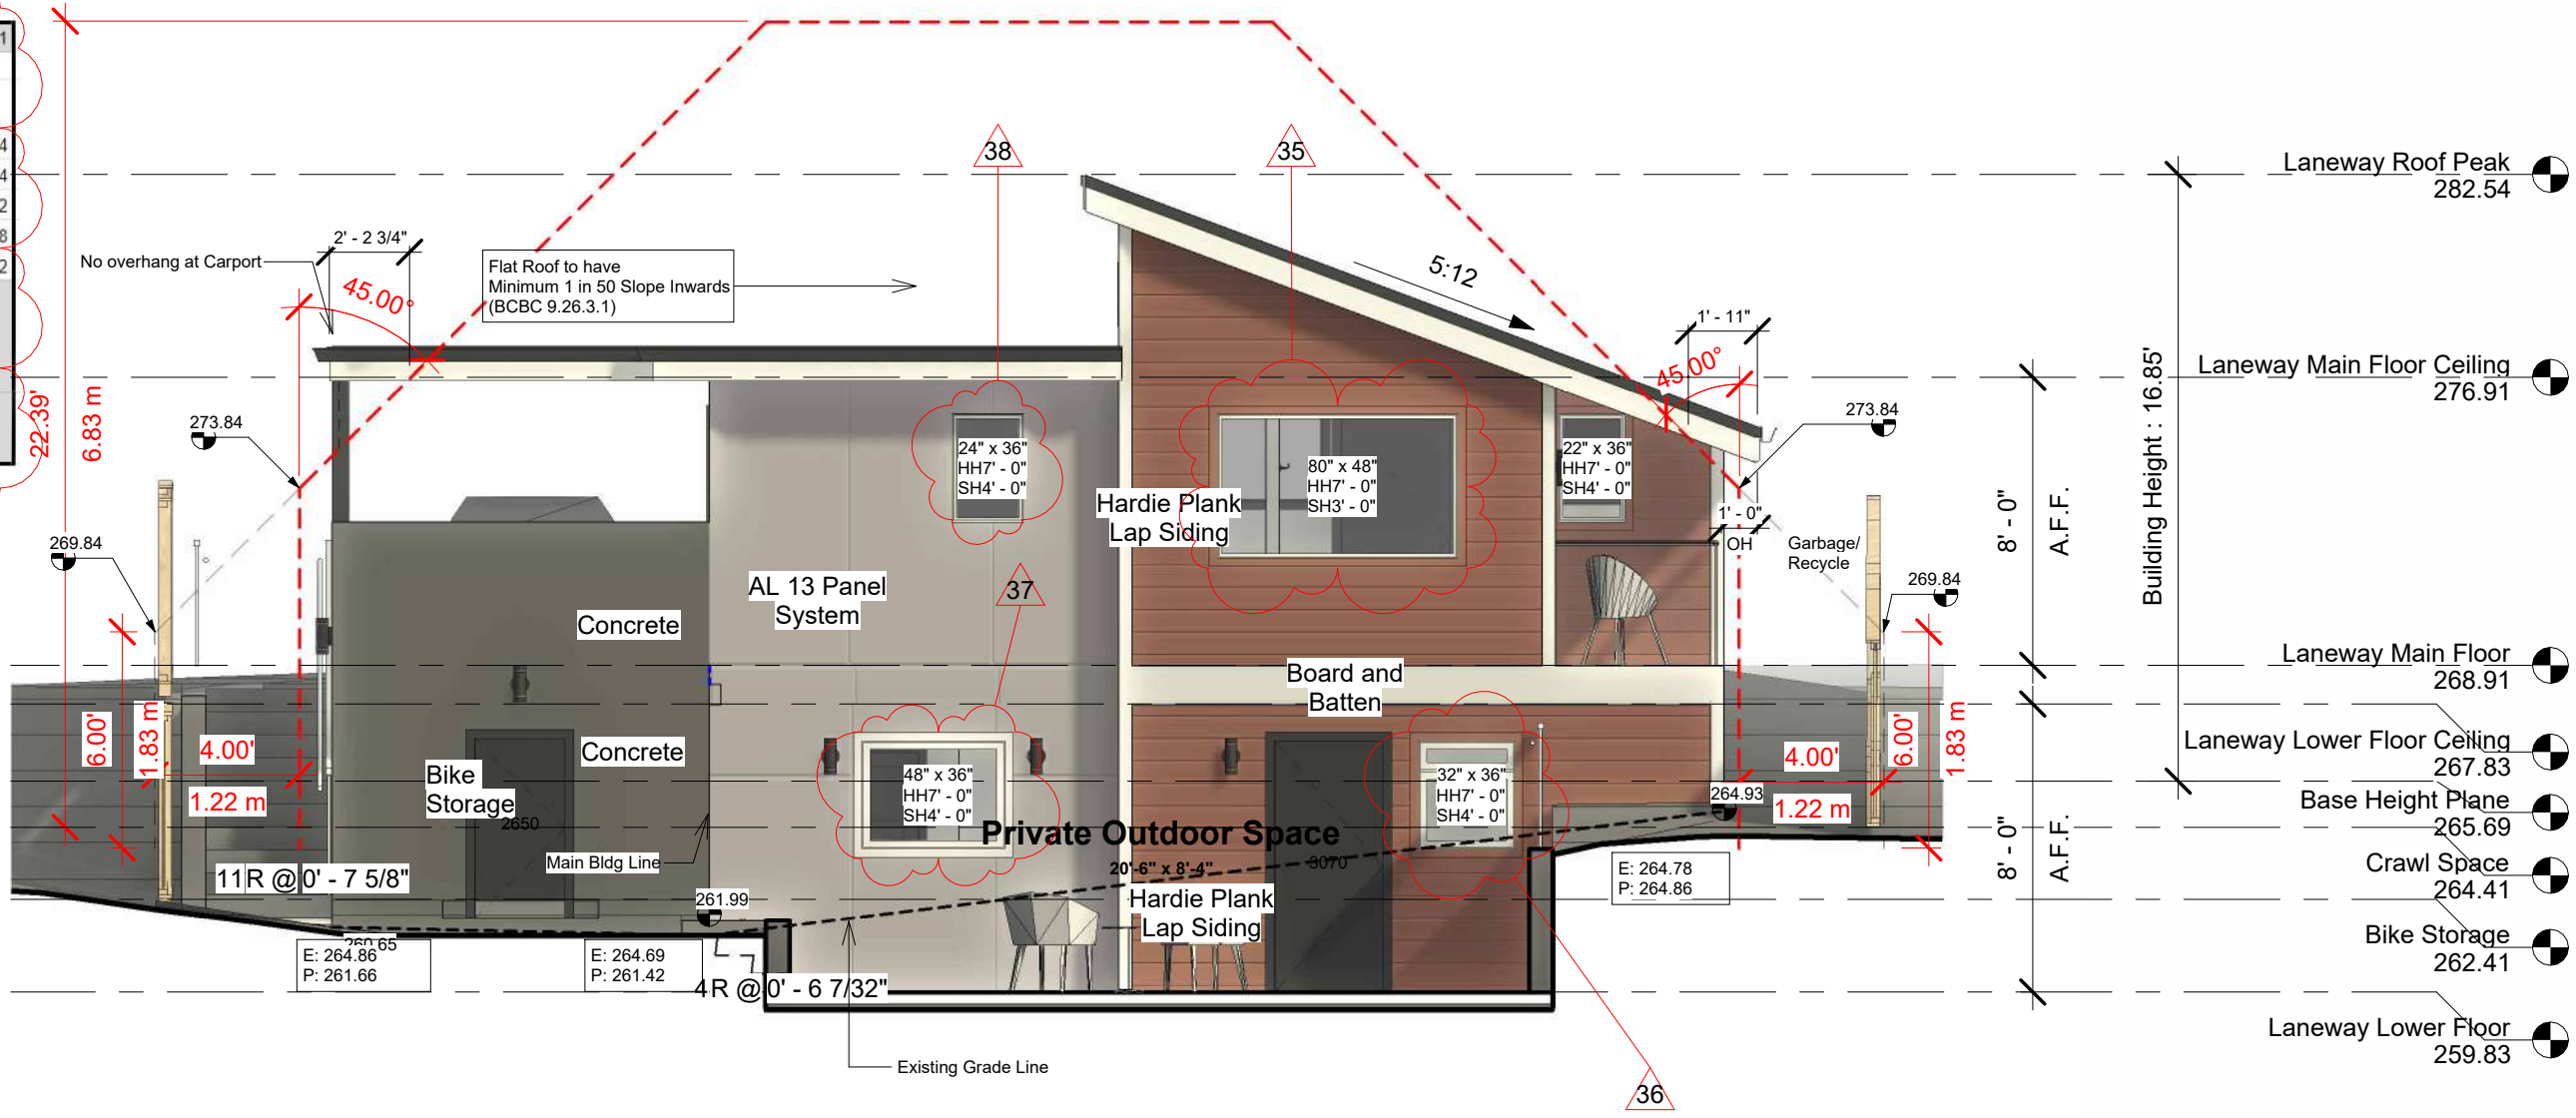 1
4
4
2
8
2
22.39'
6.83 m
No overhang at Carport
2' - 2 3/4"
45.00°
Flat Roof to have
Minimum 1 in 50 Slope Inwards
(BCBC 9.26.3.1)
38
35
5:12
1' - 11"
45.00°
273.84
273.84
269.84
269.84
24" x 36"
HH7' - 0"
SH4' - 0"
80" x 48"
HH7' - 0"
SH3' - 0"
22" x 36"
HH7' - 0"
SH4' - 0"
Hardie Plank
Lap Siding
1' - 0"
OH
Garbage/
Recycle
AL 13 Panel
System
37
Concrete
Board and
Batten
6.00'
1.83 m
4.00'
1.22 m
Concrete
Bike
Storage
2650
48" x 36"
HH7' - 0"
SH4' - 0"
32" x 36"
HH7' - 0"
SH4' - 0"
264.93
4.00'
1.22 m
6.00'
1.83 m
Private Outdoor Space
20'-6" x 8'-4"
3070
Main Bldg Line
11R @ 0' - 7 5/8"
261.99
Hardie Plank
Lap Siding
E: 264.78
P: 264.86
260.65
E: 264.86
P: 261.66
E: 264.69
P: 261.42
4R @ 0' - 6 7/32"
Existing Grade Line
36
8' - 0"
A.F.F.
8' - 0"
A.F.F.
Building Height : 16.85'
Laneway Roof Peak
282.54
Laneway Main Floor Ceiling
276.91
Laneway Main Floor
268.91
Laneway Lower Floor Ceiling
267.83
Base Height Plane
265.69
Crawl Space
264.41
Bike Storage
262.41
Laneway Lower Floor
259.83